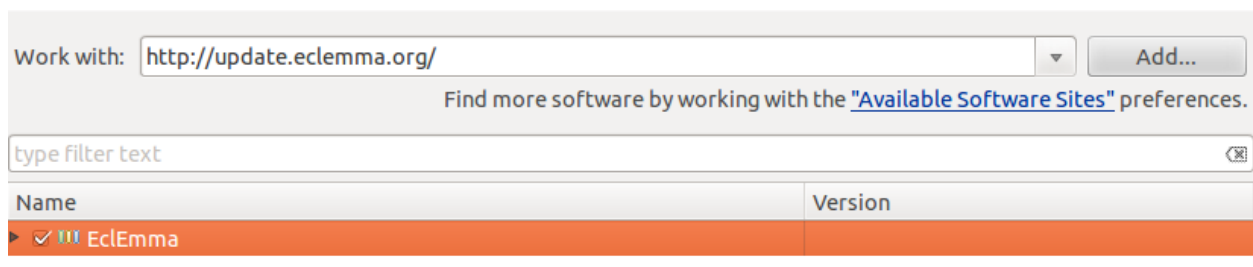 Work with: http://update.eclemma.org/ Add...
Find more software by working with the "Available Software Sites" preferences.
type filter text
Name Version
EclEmma